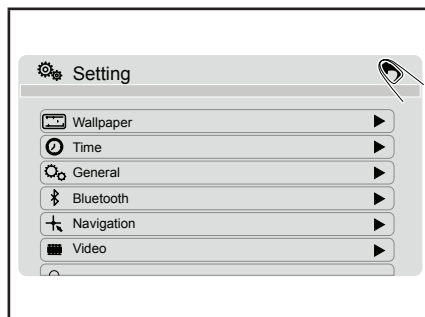 Setting
Wallpaper
Time
General
Bluetooth
Navigation
Video